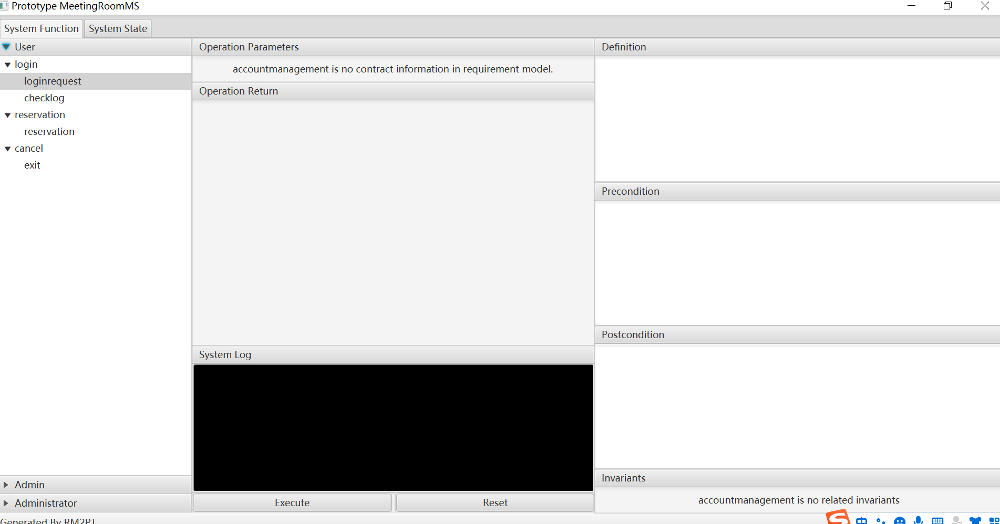 Prototype MeetingRoomMS
System Function
System State
User
login
loginrequest
checklog
reservation
reservation
cancel
exit
Admin
Administrator
Operation Parameters
accountmanagement is no contract information in requirement model.
Operation Return
System Log
Execute
Reset
Definition
Precondition
Postcondition
Invariants
accountmanagement is no related invariants
Generated By RM2PT
中